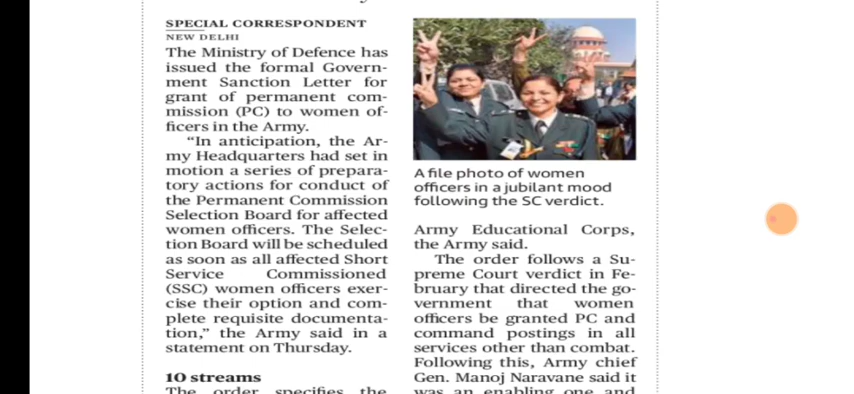 SPECIAL CORRESPONDENT
NEW DELHI
The Ministry of Defence has
issued the formal Govern-
ment Sanction Letter for
grant of permanent com-
mission (PC) to women of-
ficers in the Army.
“In anticipation, the Ar-
my Headquarters had set in
motion a series of prepara-
tory actions for conduct of
the Permanent Commission
Selection Board for affected
women officers. The Selec-
tion Board will be scheduled
as soon as all affected Short
Service Commissioned
(SSC) women officers exer-
cise their option and com-
plete requisite documenta-
tion,” the Army said in a
statement on Thursday.
10 streams
The order specifies the
A file photo of women
officers in a jubilant mood
following the SC verdict.
Army Educational Corps,
the Army said.
The order follows a Su-
preme Court verdict in Fe-
bruary that directed the go-
vernment that women
officers be granted PC and
command postings in all
services other than combat.
Following this, Army chief
Gen. Manoj Naravane said it
was an enabling one and